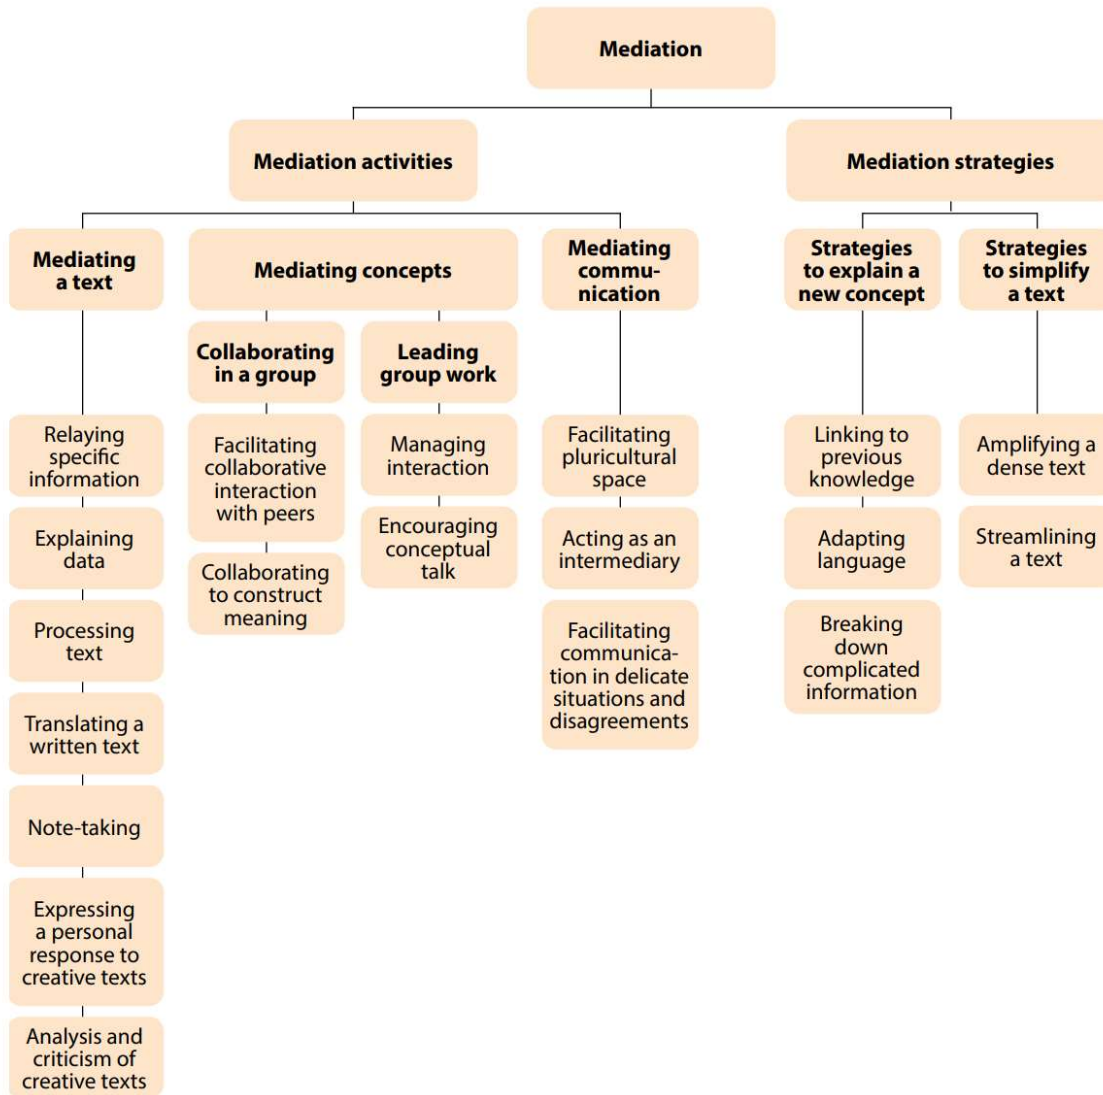 Mediation
Mediation activities
Mediation strategies
Mediating
a text
Mediating concepts
Mediating
commu-
nication
Strategies
to explain a
new concept
Strategies
to simplify
a text
Collaborating
in a group
Leading
group work
Relaying
specific
information
Facilitating
collaborative
interaction
with peers
Managing
interaction
Facilitating
pluricultural
space
Linking to
previous
knowledge
Amplifying a
dense text
Explaining
data
Collaborating
to construct
meaning
Encouraging
conceptual
talk
Acting as an
intermediary
Adapting
language
Streamlining
a text
Processing
text
Facilitating
communica-
tion in delicate
situations and
disagreements
Breaking
down
complicated
information
Translating a
written text
Note-taking
Expressing
a personal
response to
creative texts
Analysis and
criticism of
creative texts